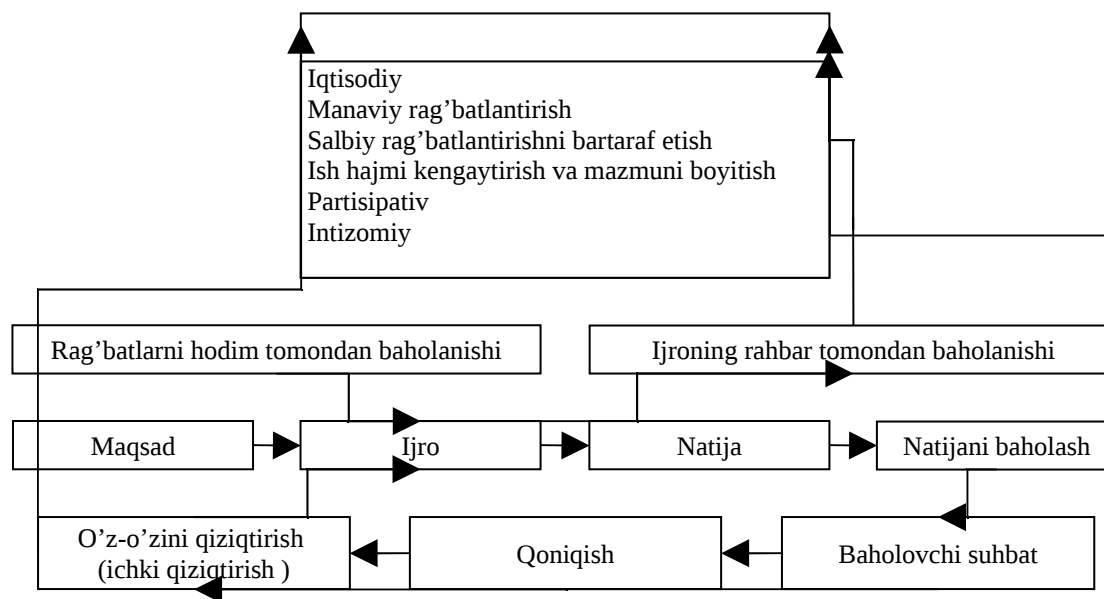 Iqtisodiy
Manaviy rag’batlantirish
Salbiy rag’batlantirishni bartaraf etish
Ish hajmi kengaytirish va mazmuni boyitish
Partisipativ
Intizomiy
Rag’batlarni hodim tomondan baholanishi
Ijroning rahbar tomondan baholanishi
Maqsad
Ijro
Natija
Natijani baholash
O’z-o’zini qiziqtirish
(ichki qiziqtirish )
Qoniqish
Baholovchi suhbat